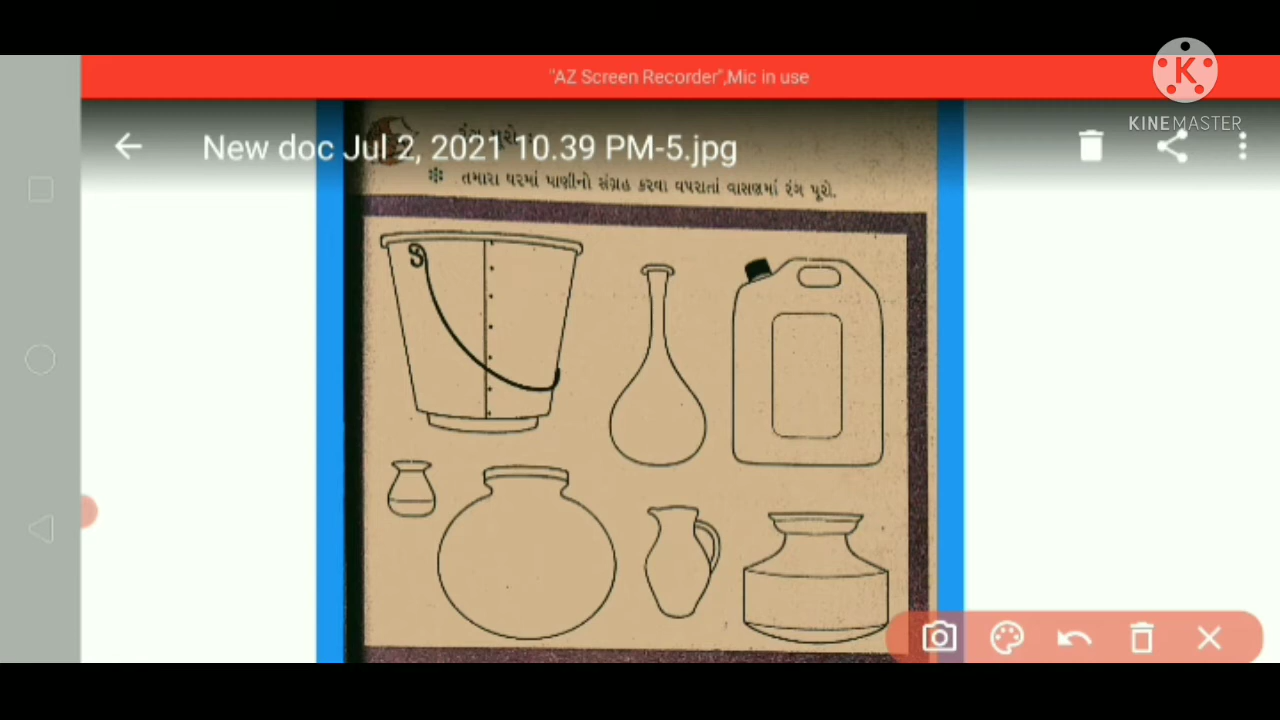 "AZ Screen Recorder",Mic in use
K
KINEMASTER
New doc Jul 2, 2021 10.39 PM-5.jpg
તમારા ઘરમાં પાણીનો સંગ્રહ કરવા વપરાતાં વાસણમાં રંગ પૂરો.